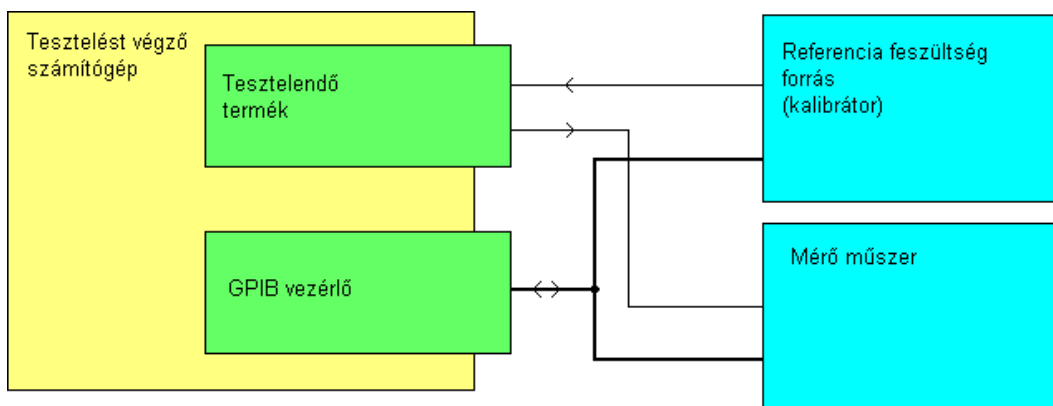 Tesztelést végző
számítógép
Tesztelendő
termék
GPIB vezérlő
Referencia feszültség
forrás
(kalibrátor)
Mérő műszer